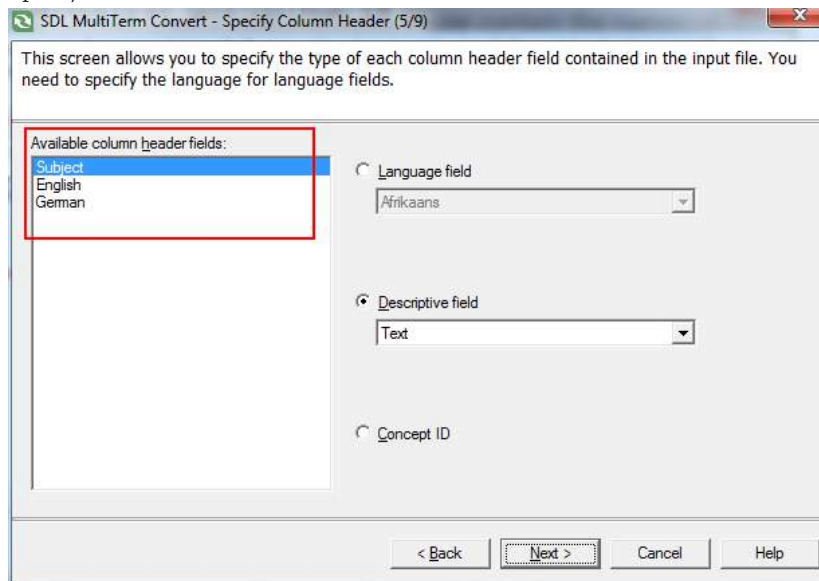 SDL MultiTerm Convert - Specify Column Header (5/9)
This screen allows you to specify the type of each column header field contained in the input file. You
need to specify the language for language fields.
Available column header fields:
Subject
English
German
Language field
Afrikaans
Descriptive field
Text
Concept ID
< Back
Next >
Cancel
Help